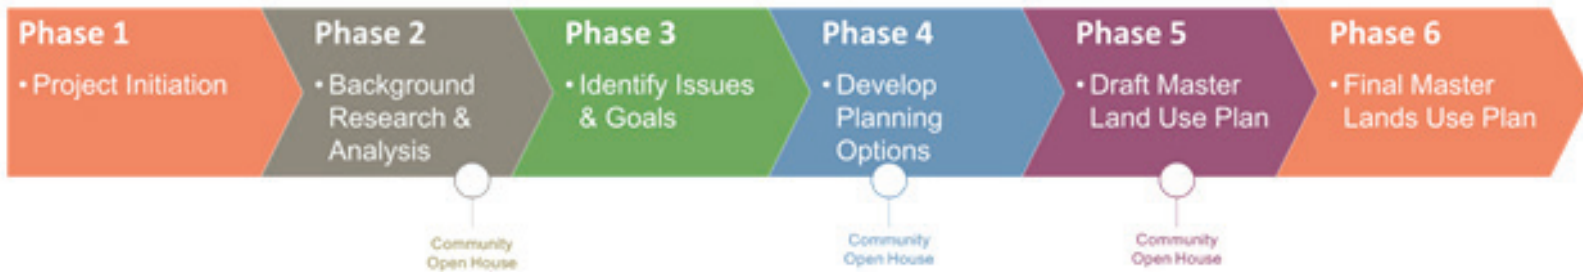 Phase 1
• Project Initiation
Phase 2
• Background
Research &
Analysis
Phase 3
• Identify Issues
& Goals
Phase 4
• Develop
Planning
Options
Phase 5
• Draft Master
Land Use Plan
Phase 6
• Final Master
Lands Use Plan
Community
Open House
Community
Open House
Community
Open House